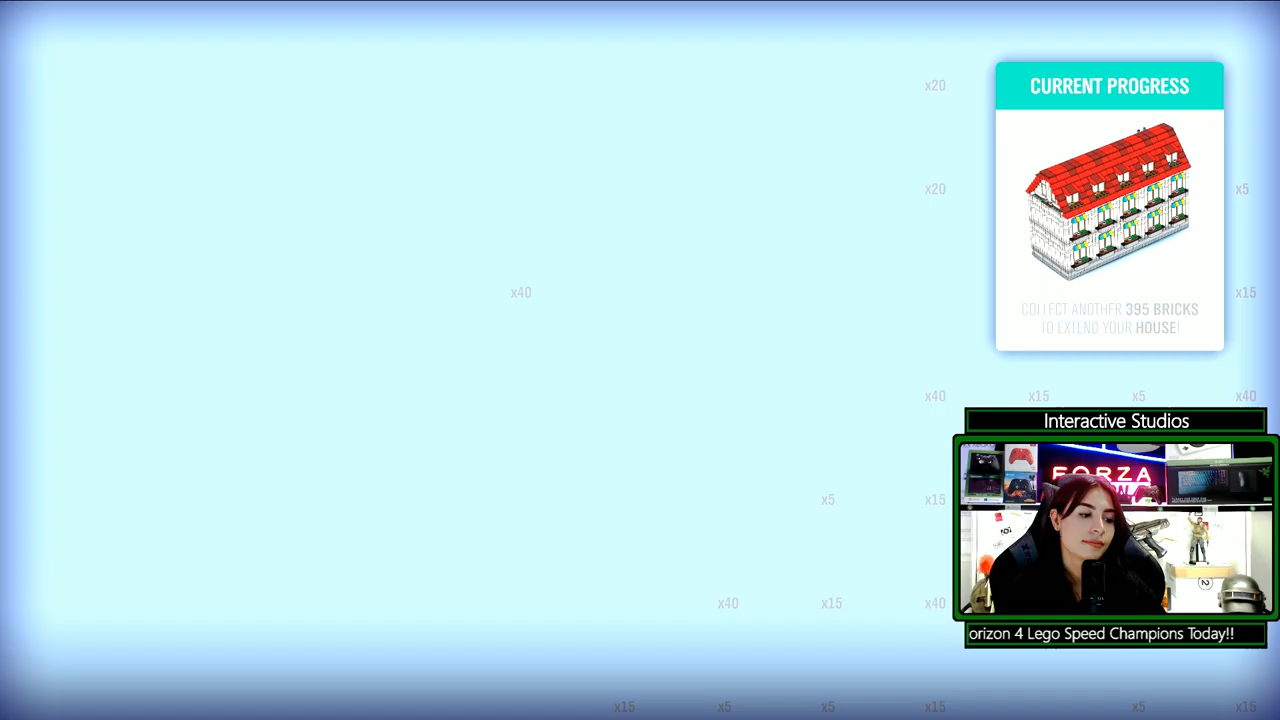 x20
CURRENT PROGRESS
x20
x5
x40
x15
COLLECT ANOTHER 395 BRICKS
TO EXTEND YOUR HOUSE!
x40
x15
x5
x40
Interactive Studios
FORZA
x5
x15
x40
x15
x40
2
orizon 4 Lego Speed Champions Today!!
x15
x5
x5
x15
x5
x15